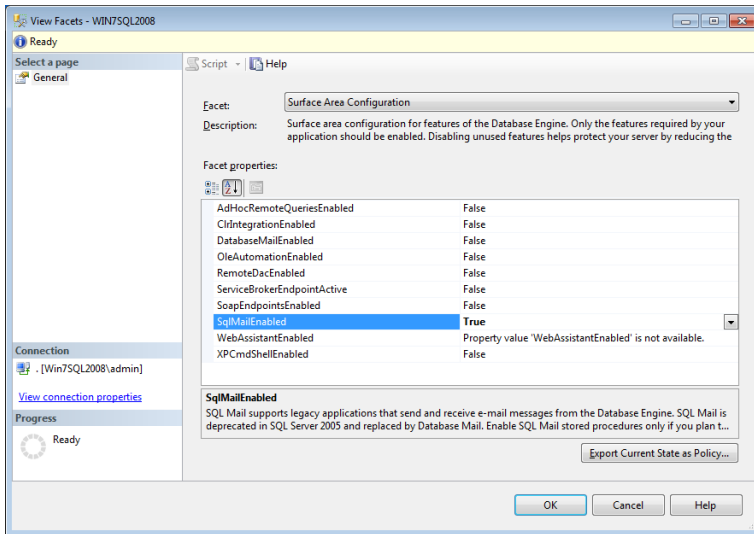 View Facets - WIN7SQL2008
Ready
Select a page
General
Script
Help
Facet: Surface Area Configuration
Description: Surface area configuration for features of the Database Engine. Only the features required by your
application should be enabled. Disabling unused features helps protect your server by reducing the
Facet properties:
AdHocRemoteQueriesEnabled False
ClrIntegrationEnabled False
DatabaseMailEnabled False
OleAutomationEnabled False
RemoteDacEnabled False
ServiceBrokerEndpointActive False
SoapEndpointsEnabled False
SqlMailEnabled True
WebAssistantEnabled Property value 'WebAssistantEnabled' is not available.
XPCmdShellEnabled False
Connection
. [Win7SQL2008\admin]
View connection properties
Progress
Ready
SqlMailEnabled
SQL Mail supports legacy applications that send and receive e-mail messages from the Database Engine. SQL Mail is
deprecated in SQL Server 2005 and replaced by Database Mail. Enable SQL Mail stored procedures only if you plan t...
Export Current State as Policy...
OK
Cancel
Help